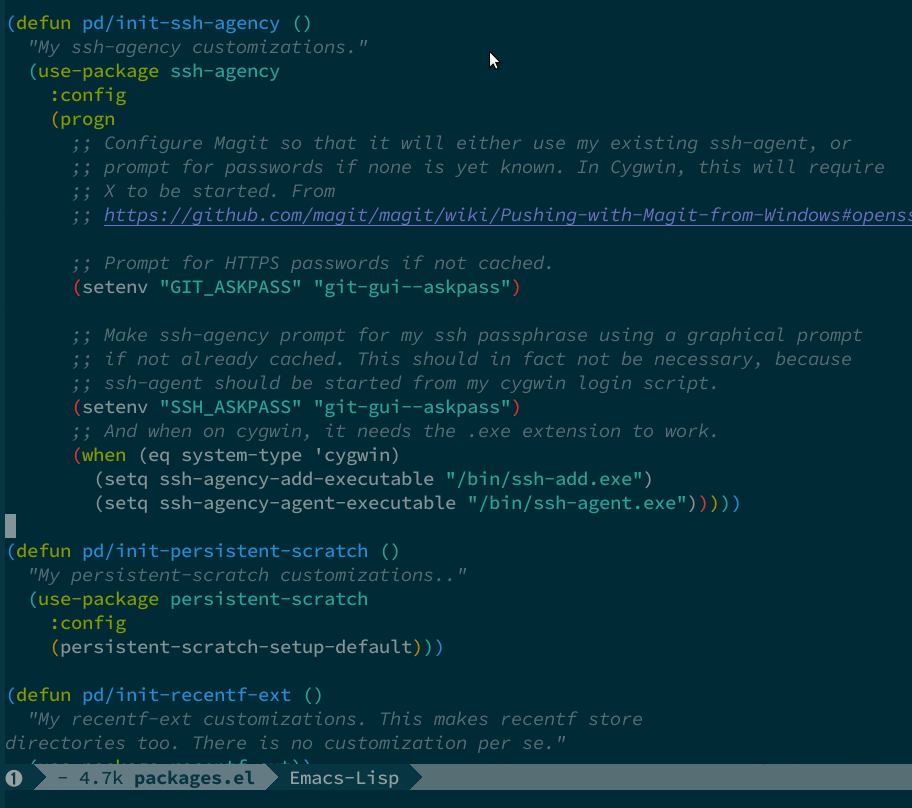 (defun pd/init-ssh-agency ()
  "My ssh-agency customizations."
  (use-package ssh-agency
    :config
    (progn
      ;; Configure Magit so that it will either use my existing ssh-agent, or
      ;; prompt for passwords if none is yet known. In Cygwin, this will require
      ;; X to be started. From
      ;; https://github.com/magit/magit/wiki/Pushing-with-Magit-from-Windows#openss
      ;; Prompt for HTTPS passwords if not cached.
      (setenv "GIT_ASKPASS" "git-gui--askpass")
      ;; Make ssh-agency prompt for my ssh passphrase using a graphical prompt
      ;; if not already cached. This should in fact not be necessary, because
      ;; ssh-agent should be started from my cygwin login script.
      (setenv "SSH_ASKPASS" "git-gui--askpass")
      ;; And when on cygwin, it needs the .exe extension to work.
      (when (eq system-type 'cygwin)
        (setq ssh-agency-add-executable "/bin/ssh-add.exe")
        (setq ssh-agency-agent-executable "/bin/ssh-agent.exe")))))
(defun pd/init-persistent-scratch ()
  "My persistent-scratch customizations.."
  (use-package persistent-scratch
    :config
    (persistent-scratch-setup-default)))
(defun pd/init-recentf-ext ()
  "My recentf-ext customizations. This makes recentf store
directories too. There is no customization per se."
  (use-package recentf-ext))
❶ - 4.7k packages.el Emacs-Lisp